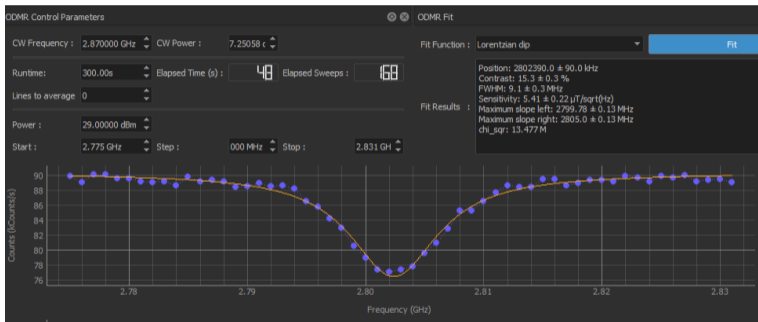 ODMR Control Parameters
ODMR Fit
CW Frequency : 2.870000 GHz CW Power : 7.25058 c
Fit Function : Lorentzian dip Fit
Runtime: 300.00s Elapsed Time (s) : 48 Elapsed Sweeps : 168
Lines to average 0
Power : 29.00000 dBm
Start : 2.775 GHz Step : 000 MHz Stop : 2.831 GH
Fit Results :
Position: 2802390.0 ± 90.0 kHz
Contrast: 15.3 ± 0.3 %
FWHM: 9.1 ± 0.3 MHz
Sensitivity: 5.41 ± 0.22 µT/sqrt(Hz)
Maximum slope left: 2799.78 ± 0.13 MHz
Maximum slope right: 2805.0 ± 0.13 MHz
chi_sqr: 13.477 M
Counts (kCounts/s)
90
88
86
84
82
80
78
76
2.78 2.79 2.80 2.81 2.82 2.83
Frequency (GHz)